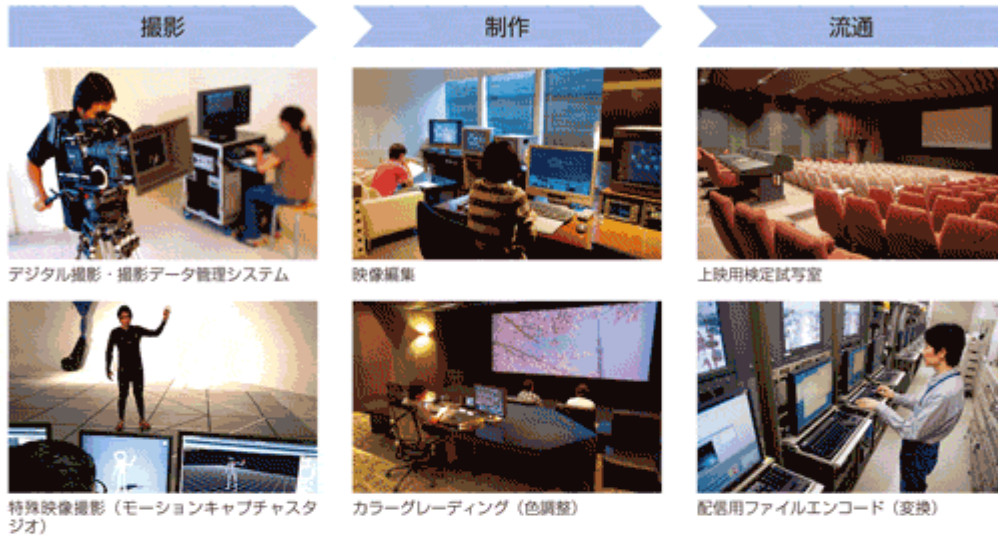 撮影
制作
流通
デジタル撮影・撮影データ管理システム
映像編集
上映用検定試写室
特殊映像撮影（モーションキャプチャスタ
ジオ）
カラーグレーディング（色調整）
配信用ファイルエンコード（変換）